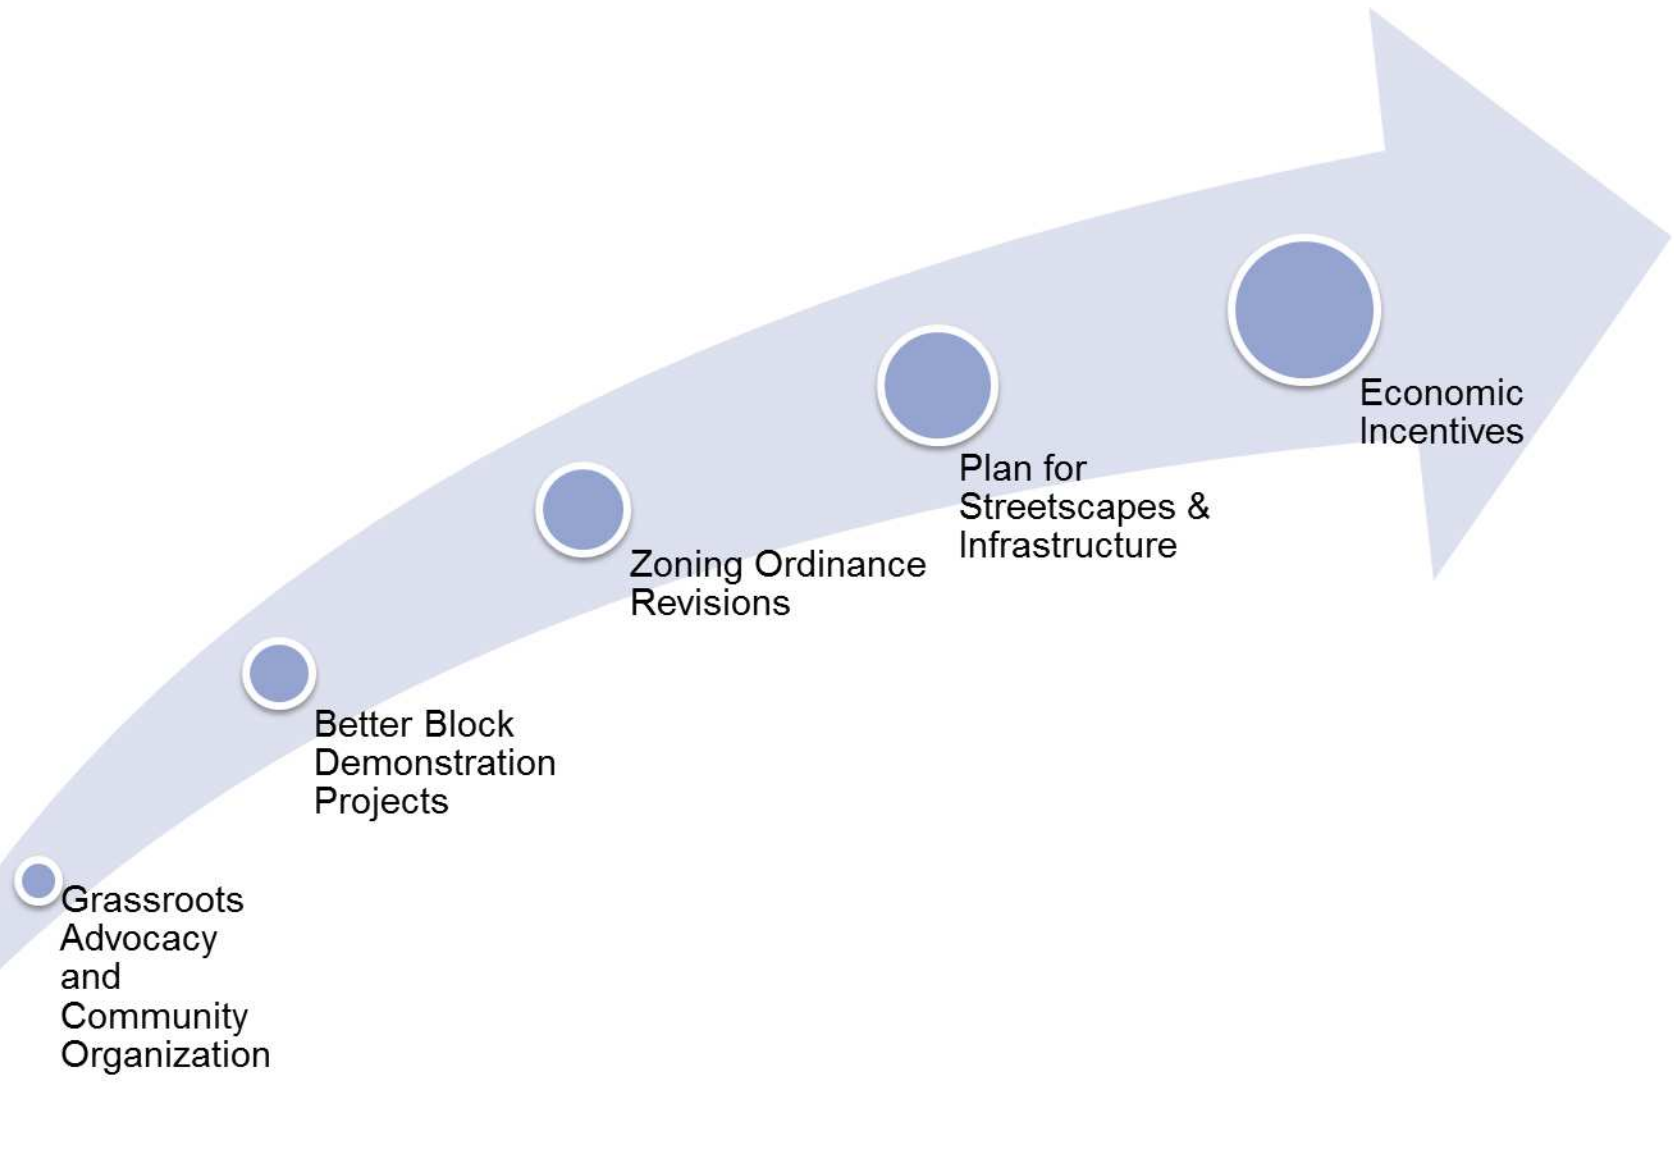 Grassroots
Advocacy
and
Community
Organization
Better Block
Demonstration
Projects
Zoning Ordinance
Revisions
Plan for
Streetscapes &
Infrastructure
Economic
Incentives